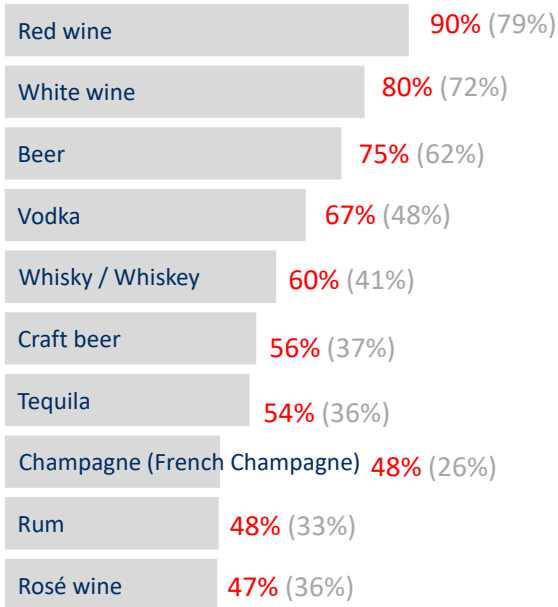 Red wine 90% (79%)
White wine 80% (72%)
Beer 75% (62%)
Vodka 67% (48%)
Whisky / Whiskey 60% (41%)
Craft beer 56% (37%)
Tequila 54% (36%)
Champagne (French Champagne) 48% (26%)
Rum 48% (33%)
Rosé wine 47% (36%)